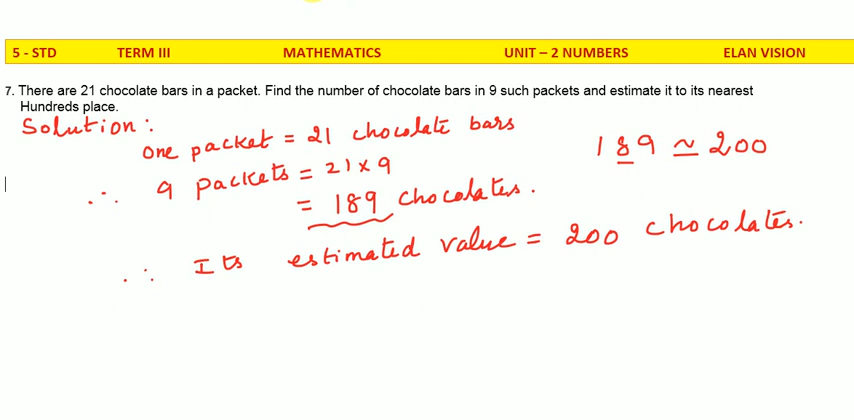 5 - STD TERM III MATHEMATICS UNIT – 2 NUMBERS ELAN VISION
7. There are 21 chocolate bars in a packet. Find the number of chocolate bars in 9 such packets and estimate it to its nearest
Hundreds place.
Solution :
one packet = 21 chocolate bars
189 ≃ 200
∴ 9 Packets = 21 x 9
= 189 chocolates.
∴ Its estimated value = 200 chocolates.